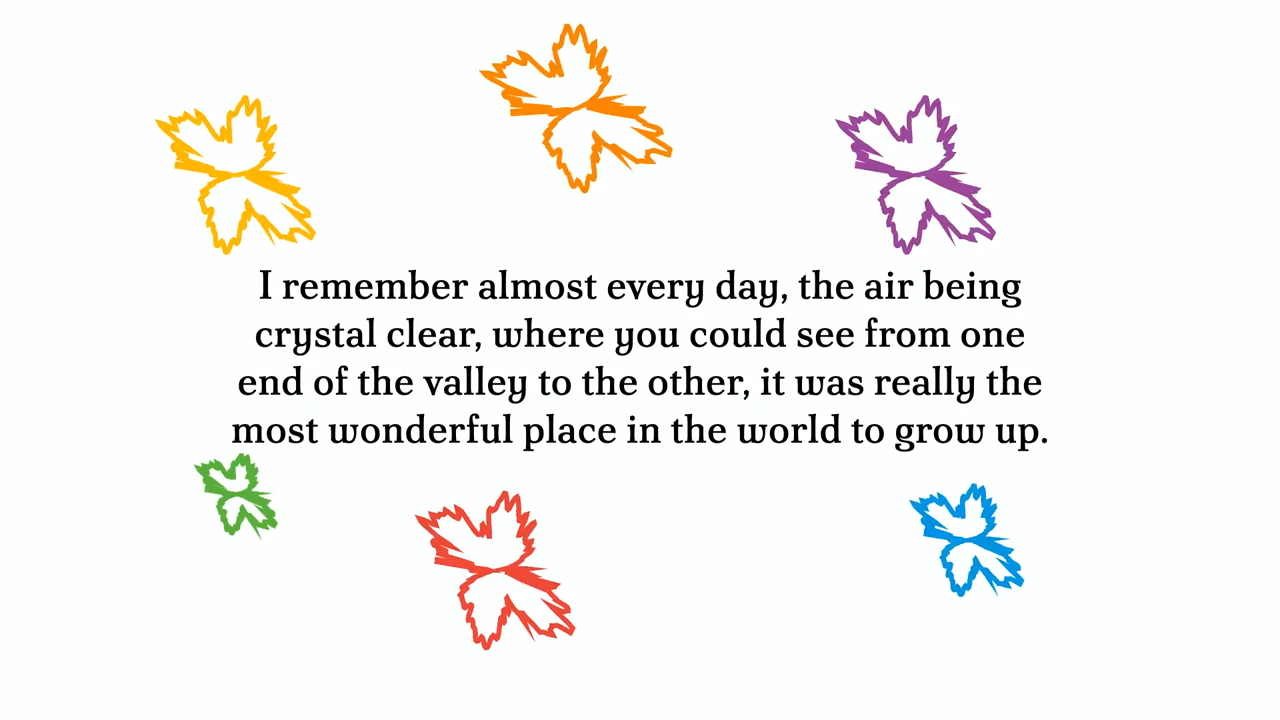 I remember almost every day, the air being
crystal clear, where you could see from one
end of the valley to the other, it was really the
most wonderful place in the world to grow up.